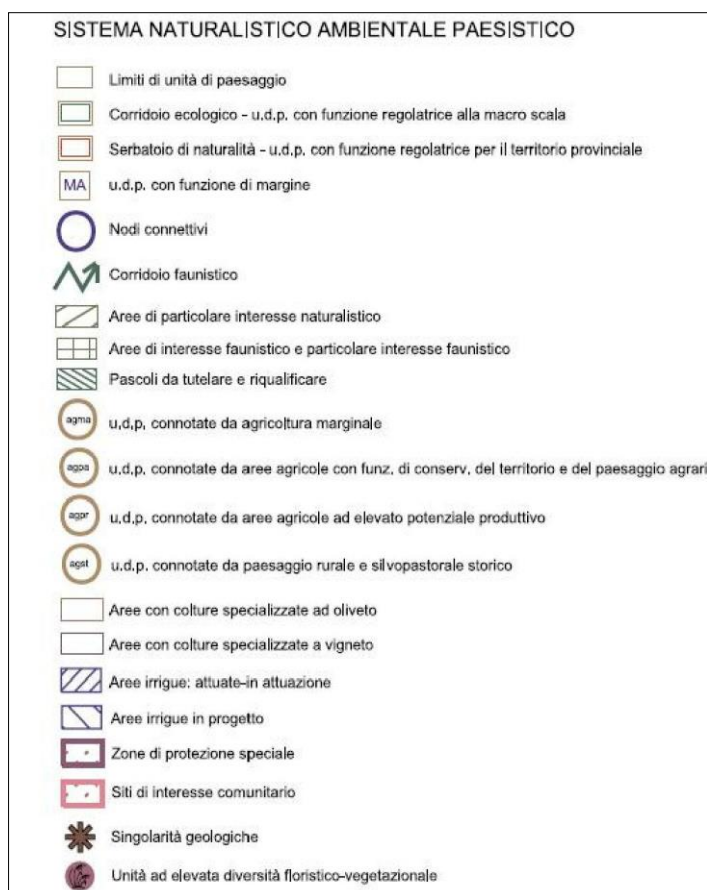 SISTEMA NATURALISTICO AMBIENTALE PAESISTICO
Limiti di unità di paesaggio
Corridoio ecologico - u.d.p. con funzione regolatrice alla macro scala
Serbatoio di naturalità - u.d.p. con funzione regolatrice per il territorio provinciale
MA u.d.p. con funzione di margine
Nodi connettivi
Corridoio faunistico
Aree di particolare interesse naturalistico
Aree di interesse faunistico e particolare interesse faunistico
Pascoli da tutelare e riqualificare
agma u.d.p. connotate da agricoltura marginale
agpa u.d.p. connotate da aree agricole con funz. di conserv. del territorio e del paesaggio agrari
agpr u.d.p. connotate da aree agricole ad elevato potenziale produttivo
agst u.d.p. connotate da paesaggio rurale e silvopastorale storico
Aree con colture specializzate ad oliveto
Aree con colture specializzate a vigneto
Aree irrigue: attuate-in attuazione
Aree irrigue in progetto
Zone di protezione speciale
Siti di interesse comunitario
Singolarità geologiche
Unità ad elevata diversità floristico-vegetazionale